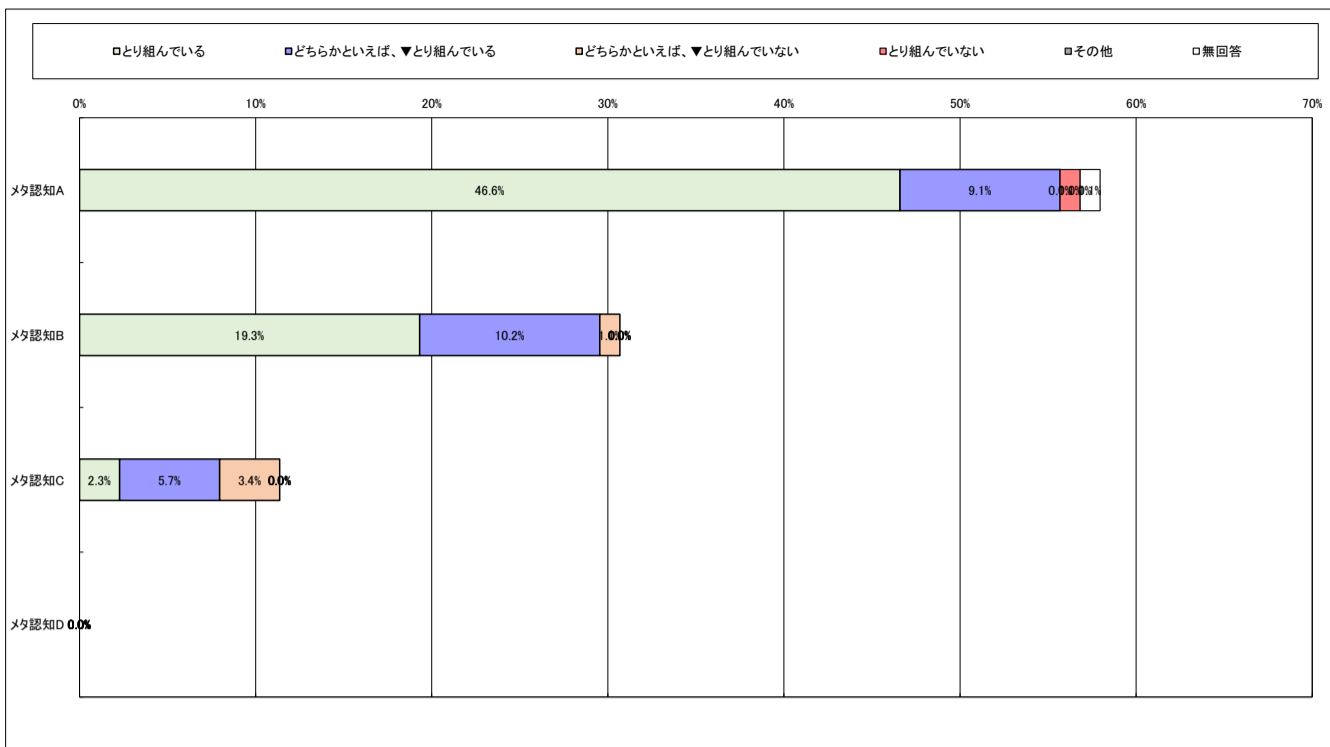 とり組んでいる どちらかといえば、▼とり組んでいる どちらかといえば、▼とり組んでいない とり組んでいない その他 無回答
0% 10% 20% 30% 40% 50% 60% 70%
メタ認知A 46.6% 9.1%
メタ認知B 19.3% 10.2% 0.0%
メタ認知C 2.3% 5.7% 3.4% 0.0%
メタ認知D 0.0%